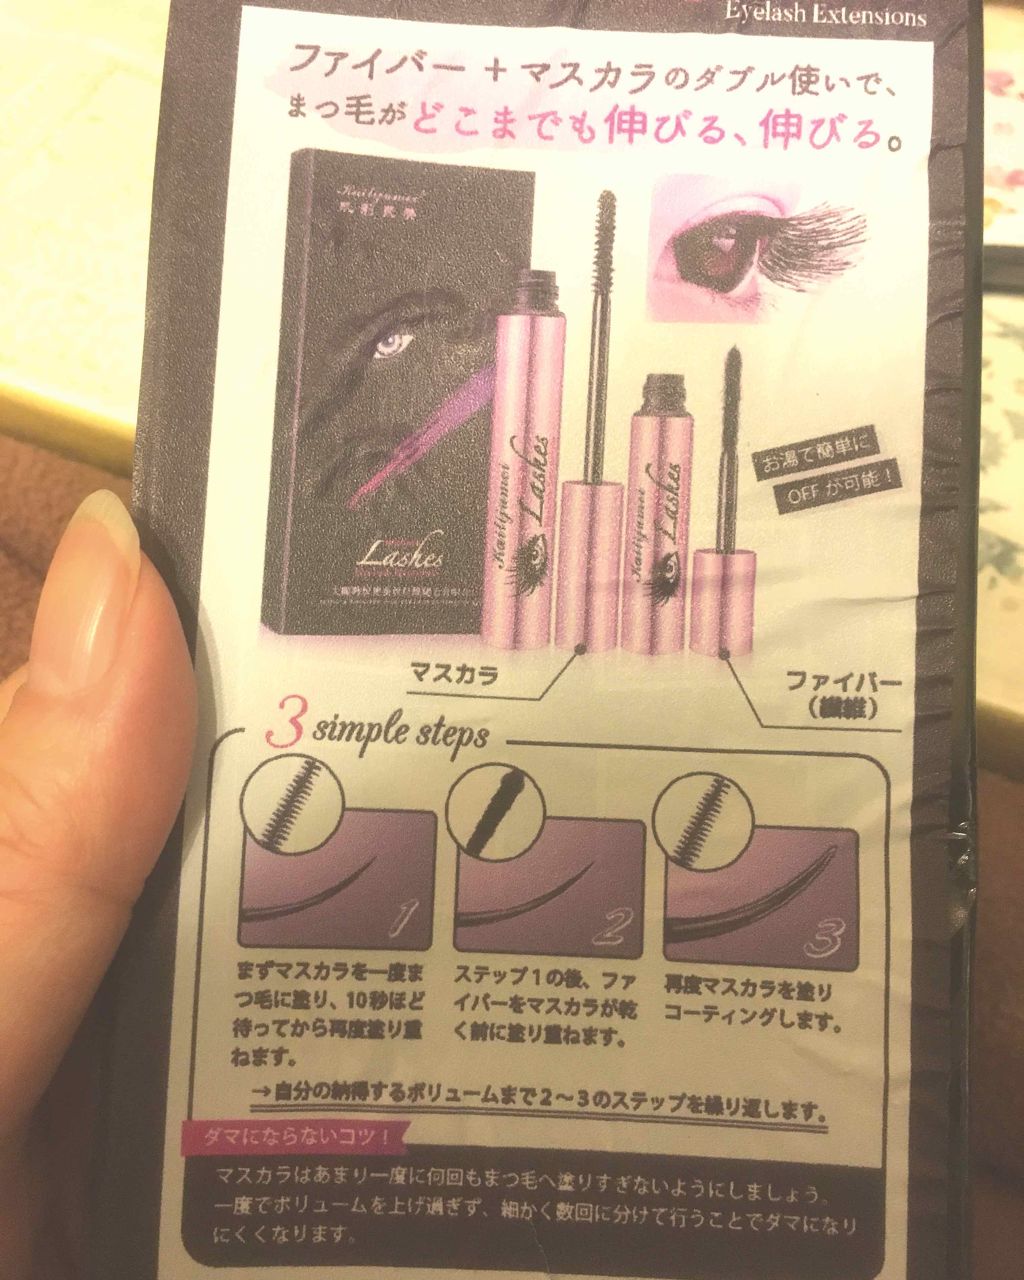 Eyelash Extensions
ファイバー + マスカラのダブル使いで、
まつ毛がどこまでも伸びる、伸びる。
Kailijumei
Lashes
Kailijumei
Lashes
Kailijumei
Lashes
お湯で簡単に
OFF が可能！
マスカラ
ファイバー
（繊維）
3 simple steps
1
2
3
まずマスカラを一度ま
つ毛に塗り、10秒ほど
待ってから再度塗り重
ねます。
ステップ1の後、ファ
イバーをマスカラが乾
く前に塗り重ねます。
再度マスカラを塗り
コーティングします。
→自分の納得するボリュームまで2～3のステップを繰り返します。
ダマにならないコツ！
マスカラはあまり一度に何回もまつ毛へ塗りすぎないようにしましょう。
一度でボリュームを上げ過ぎず、細かく数回に分けて行うことでダマになり
にくくなります。